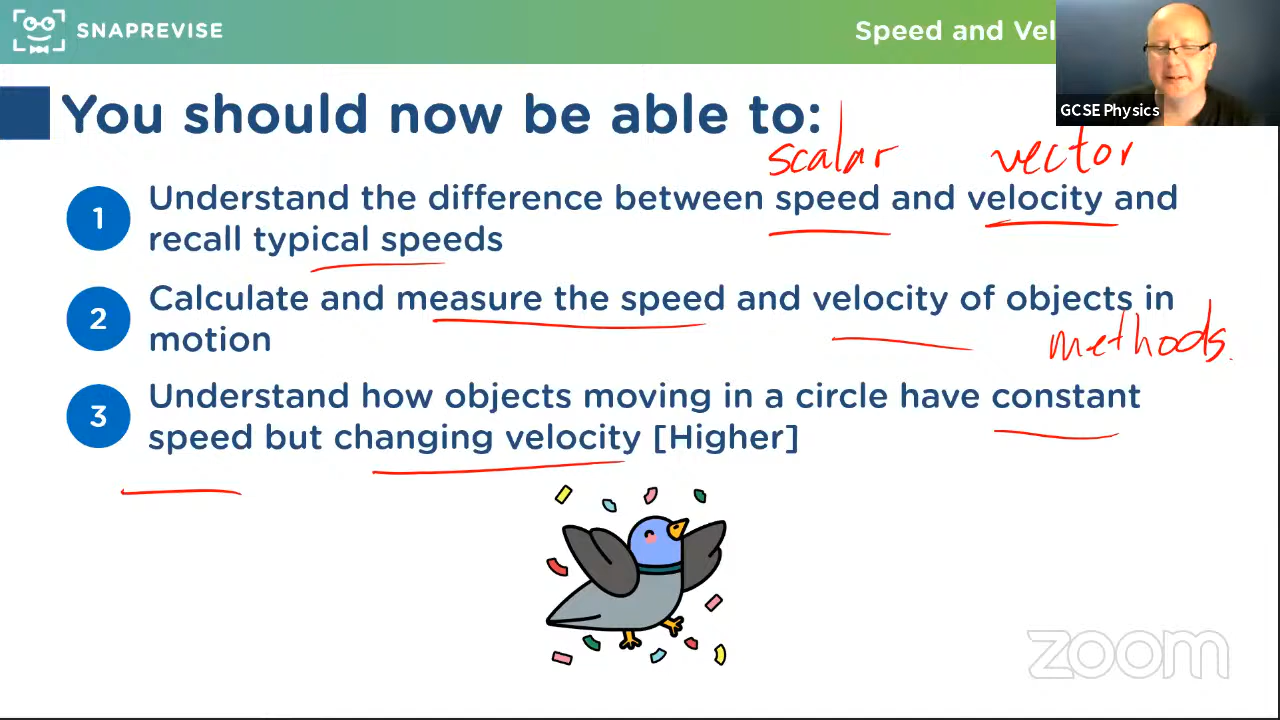 SNAPREVISE
Speed and Vel
GCSE Physics
You should now be able to:
scalar vector
1 Understand the difference between speed and velocity and
recall typical speeds
2 Calculate and measure the speed and velocity of objects in
motion
methods.
3 Understand how objects moving in a circle have constant
speed but changing velocity [Higher]
zoom